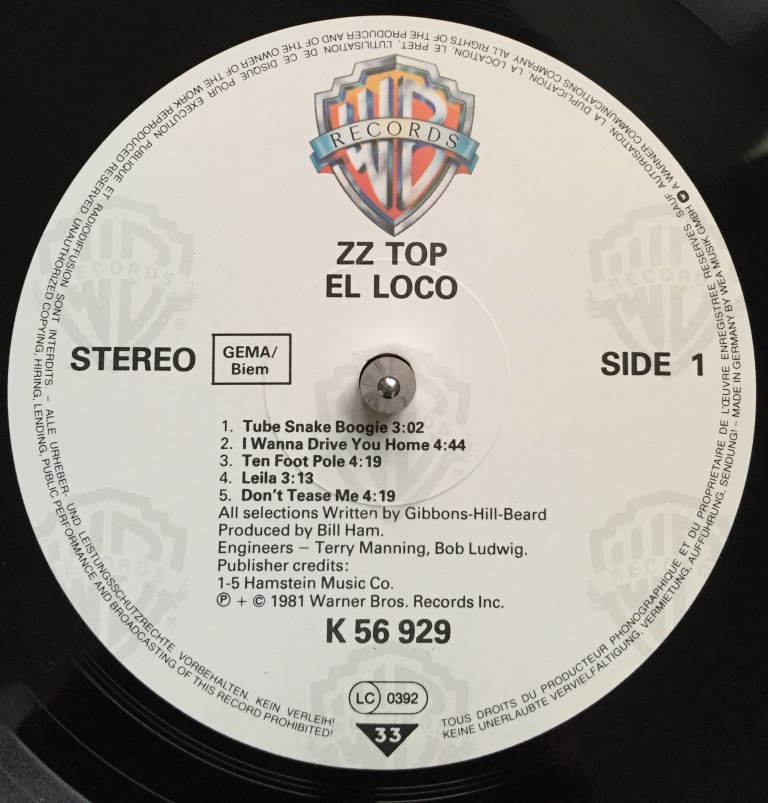 RECORDS
ZZ TOP
EL LOCO
STEREO
GEMA/
Biem
SIDE 1
1. Tube Snake Boogie 3:02
2. I Wanna Drive You Home 4:44
3. Ten Foot Pole 4:19
4. Leila 3:13
5. Don't Tease Me 4:19
All selections Written by Gibbons-Hill-Beard
Produced by Bill Ham.
Engineers – Terry Manning, Bob Ludwig.
Publisher credits:
1-5 Hamstein Music Co.
℗ + © 1981 Warner Bros. Records Inc.
K 56 929
LC 0392
33
TOUS DROITS DU PRODUCTEUR PHONOGRAPHIQUE ET DU PROPRIETAIRE DE L'ŒUVRE ENREGISTREE RESERVES SAUF AUTORISATION. LA DUPLICATION, LA LOCATION, LE PRET, L'UTILISATION DE CE DISQUE POUR EXECUTION PUBLIQUE ET RADIODIFFUSION SONT INTERDITS. – ALLE URHEBER- UND LEISTUNGSSCHUTZRECHTE VORBEHALTEN. KEIN VERLEIH!
KEINE UNERLAUBTE VERVIELFÄLTIGUNG, VERMIETUNG, AUFFÜHRUNG, SENDUNG! – MADE IN GERMANY BY WEA MUSIK GMBH A WARNER COMMUNICATIONS COMPANY ALL RIGHTS OF THE PRODUCER AND OF THE OWNER OF THE WORK REPRODUCED RESERVED. UNAUTHORIZED COPYING, HIRING, LENDING, PUBLIC PERFORMANCE AND BROADCASTING OF THIS RECORD PROHIBITED!